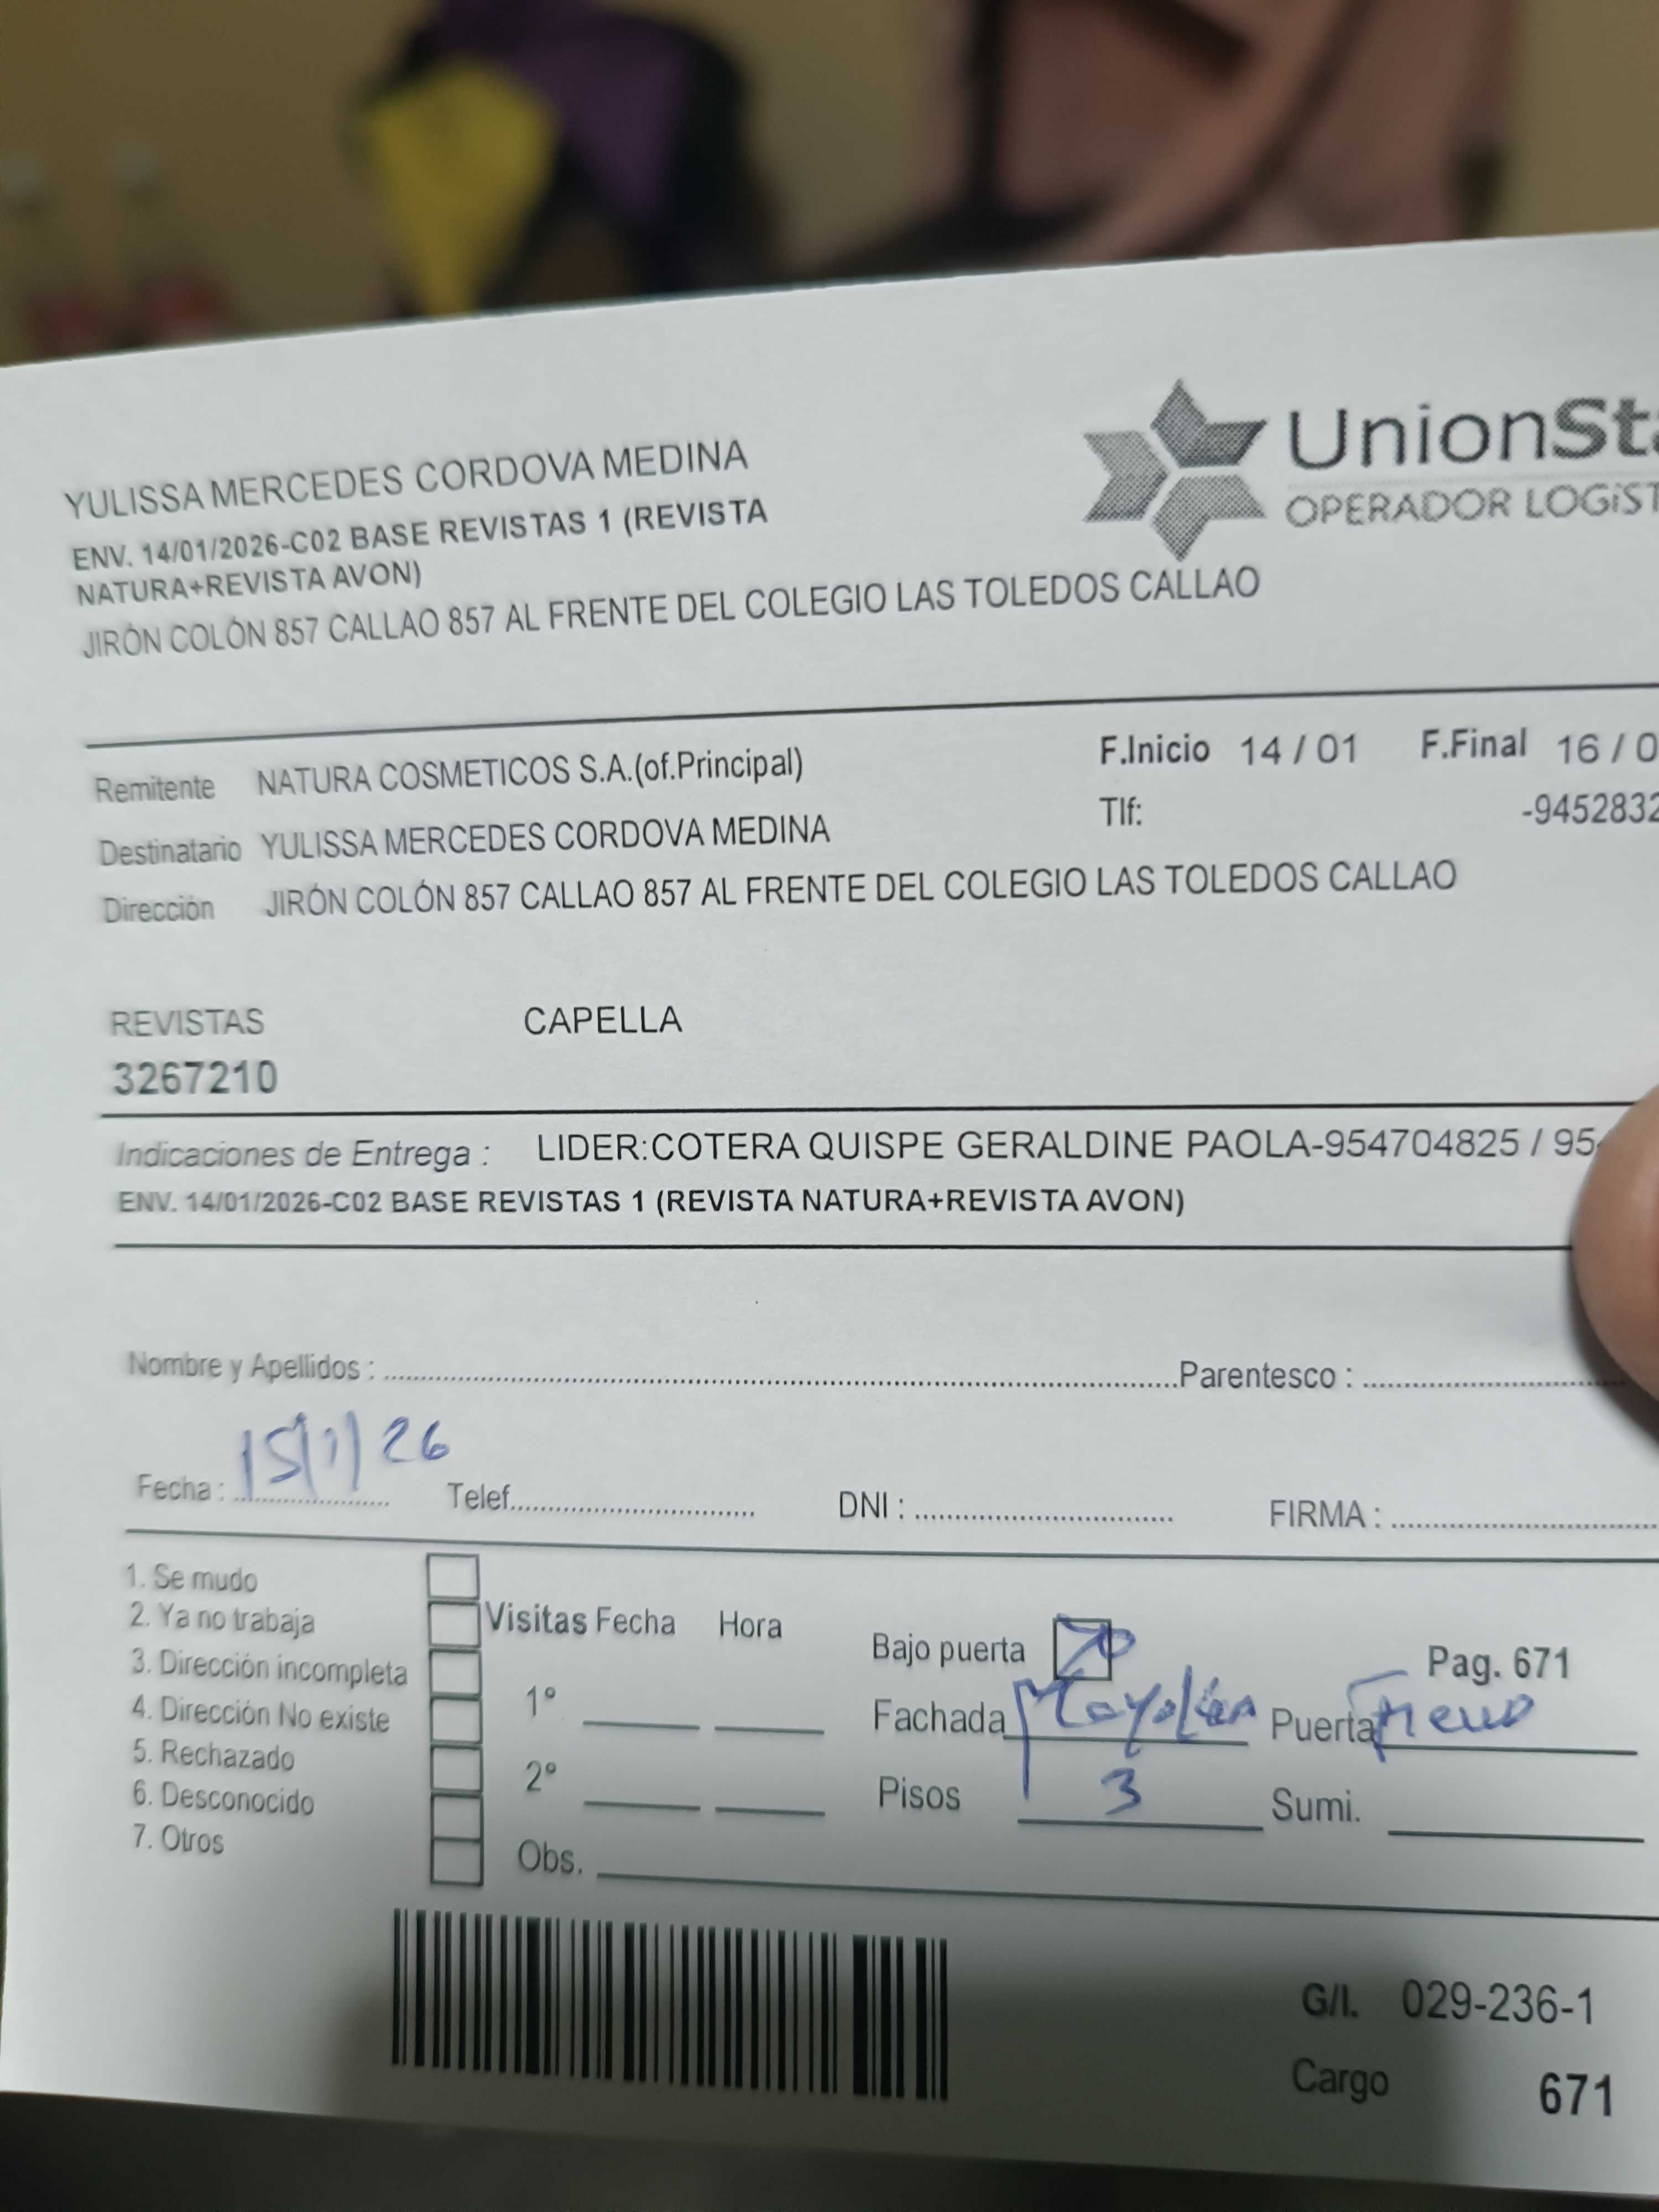 YULISSA MERCEDES CORDOVA MEDINA
ENV. 14/01/2026-C02 BASE REVISTAS 1 (REVISTA
NATURA+REVISTA AVON)
JIRÓN COLÓN 857 CALLAO 857 AL FRENTE DEL COLEGIO LAS TOLEDOS CALLAO
UnionSt
OPERADOR LOGíST
Remitente NATURA COSMETICOS S.A.(of.Principal) F.Inicio 14 / 01 F.Final 16 / 0
Destinatario YULISSA MERCEDES CORDOVA MEDINA Tlf: -9452832
Dirección JIRÓN COLÓN 857 CALLAO 857 AL FRENTE DEL COLEGIO LAS TOLEDOS CALLAO
REVISTAS CAPELLA
3267210
Indicaciones de Entrega : LIDER:COTERA QUISPE GERALDINE PAOLA-954704825 / 95
ENV. 14/01/2026-C02 BASE REVISTAS 1 (REVISTA NATURA+REVISTA AVON)
Nombre y Apellidos : Parentesco :
Fecha : 15/1/26 Telef. DNI : FIRMA :
1. Se mudo
2. Ya no trabaja Visitas Fecha Hora Bajo puerta Pag. 671
3. Dirección incompleta
4. Dirección No existe 1° Fachada Puerta
5. Rechazado
6. Desconocido 2° Pisos 3 Sumi.
7. Otros Obs.
G/I. 029-236-1
Cargo 671